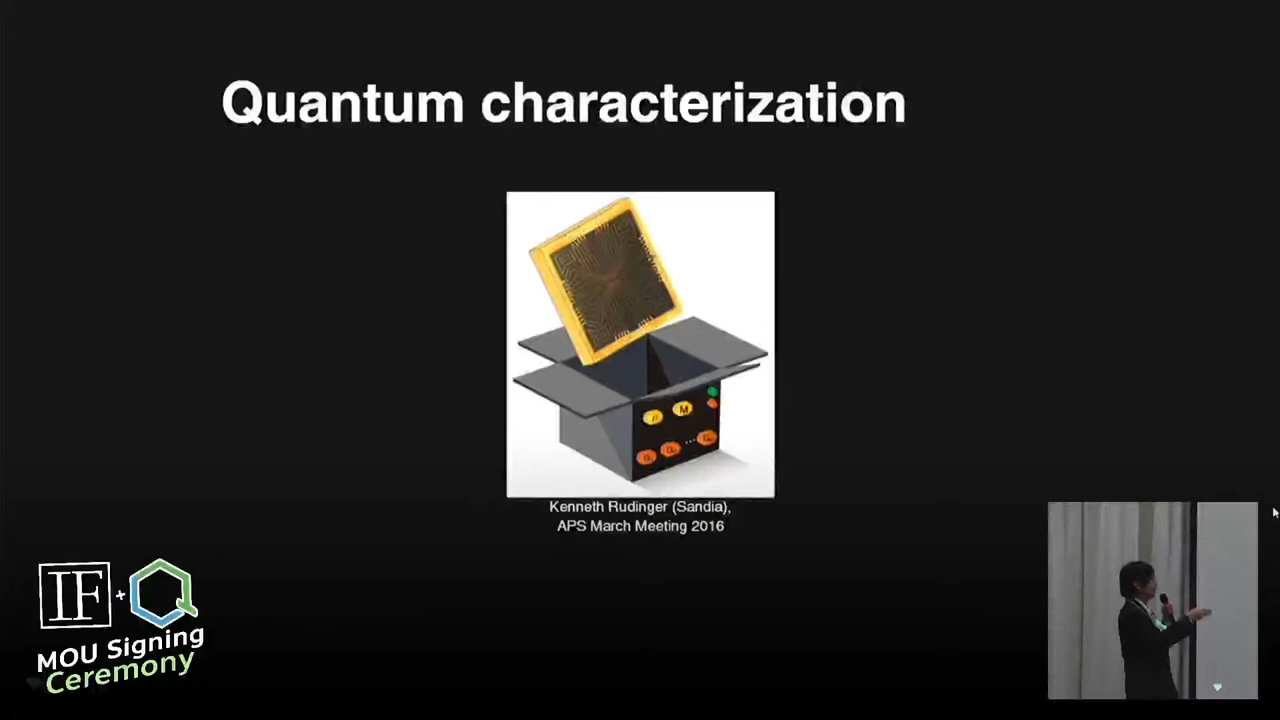 Quantum characterization
M
Kenneth Rudinger (Sandia),
APS March Meeting 2016
IF + Q
MOU Signing
Ceremony